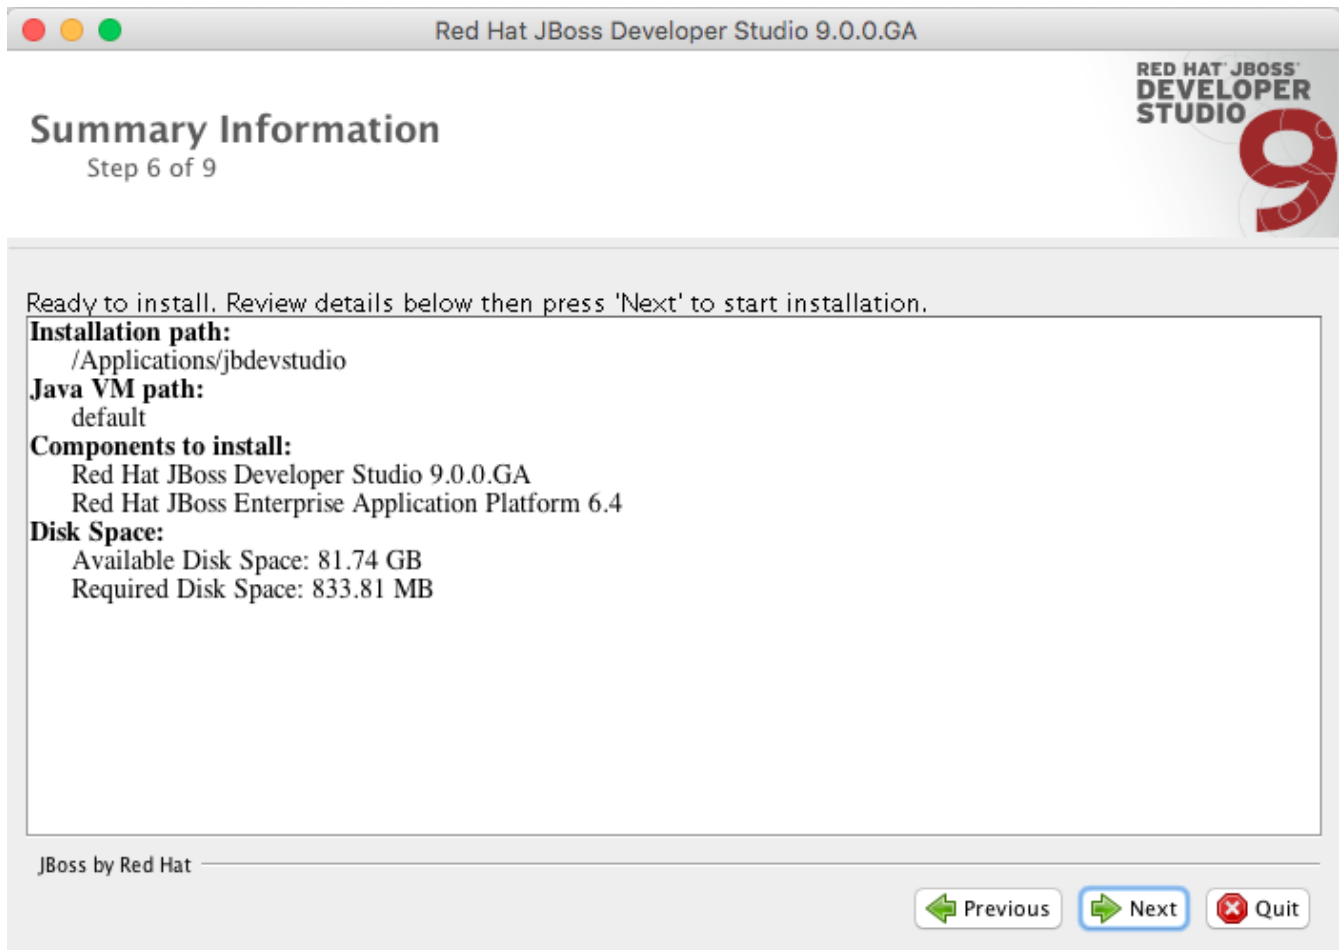 Red Hat JBoss Developer Studio 9.0.0.GA
RED HAT JBOSS
DEVELOPER
STUDIO
9
Summary Information
Step 6 of 9
Ready to install. Review details below then press 'Next' to start installation.
Installation path:
/Applications/jbdevstudio
Java VM path:
default
Components to install:
Red Hat JBoss Developer Studio 9.0.0.GA
Red Hat JBoss Enterprise Application Platform 6.4
Disk Space:
Available Disk Space: 81.74 GB
Required Disk Space: 833.81 MB
JBoss by Red Hat
Previous
Next
Quit